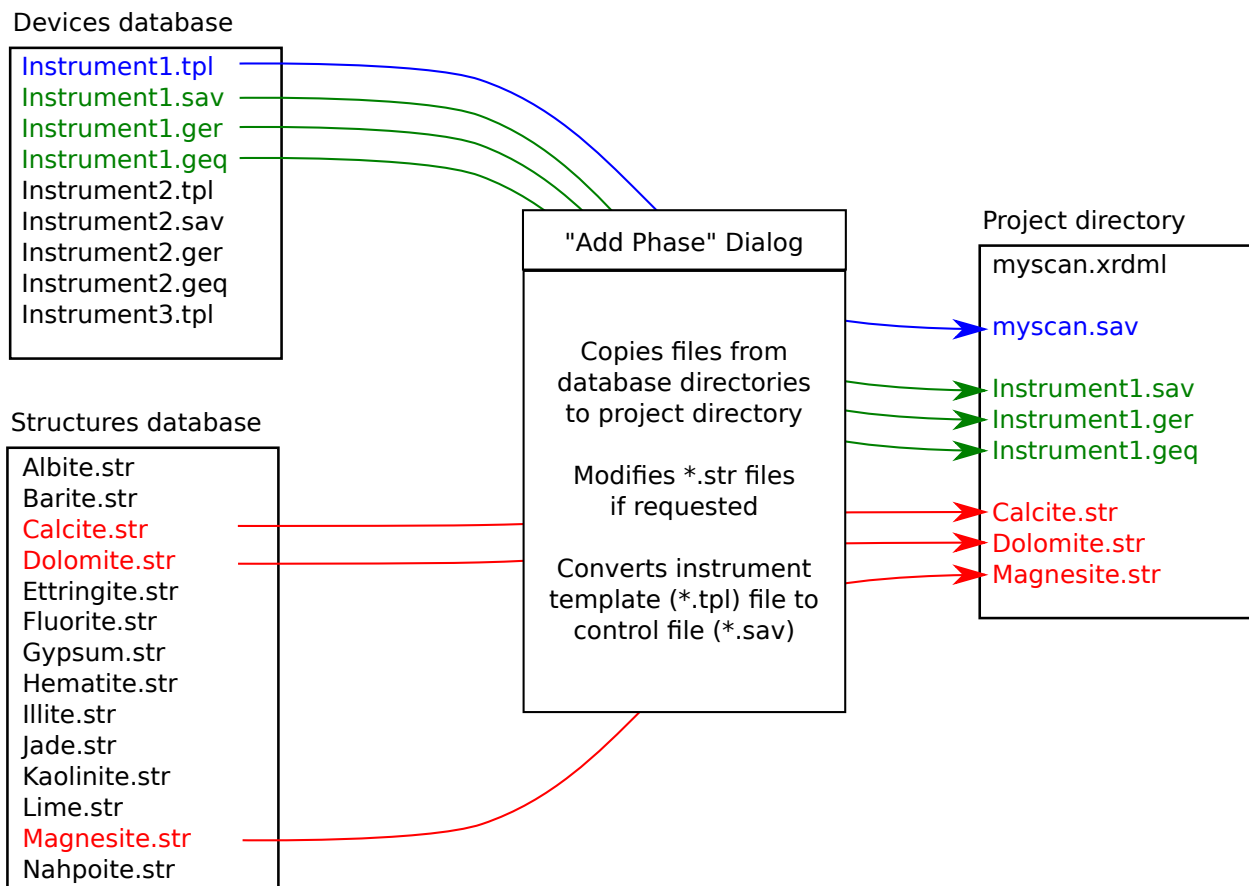 Devices database
Instrument1.tpl
Instrument1.sav
Instrument1.ger
Instrument1.geq
Instrument2.tpl
Instrument2.sav
Instrument2.ger
Instrument2.geq
Instrument3.tpl
Structures database
Albite.str
Barite.str
Calcite.str
Dolomite.str
Ettringite.str
Fluorite.str
Gypsum.str
Hematite.str
Illite.str
Jade.str
Kaolinite.str
Lime.str
Magnesite.str
Nahpoite.str
"Add Phase" Dialog
Copies files from
database directories
to project directory
Modifies *.str files
if requested
Converts instrument
template (*.tpl) file to
control file (*.sav)
Project directory
myscan.xrdml
myscan.sav
Instrument1.sav
Instrument1.ger
Instrument1.geq
Calcite.str
Dolomite.str
Magnesite.str